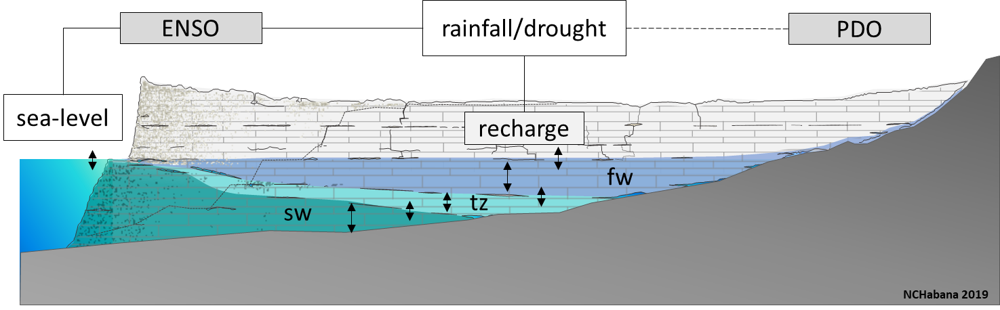 ENSO
rainfall/drought
PDO
sea-level
recharge
fw
tz
sw
NCHabana 2019